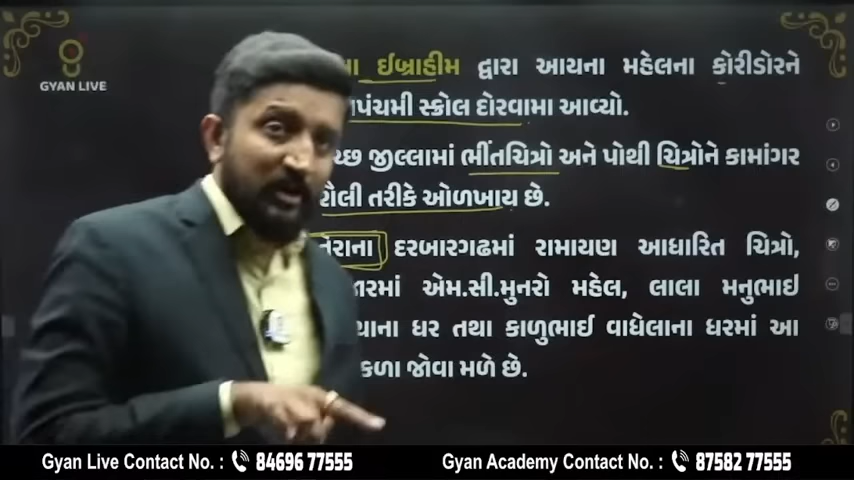 GYAN LIVE
ઈબ્રાહીમ દ્વારા આયના મહેલના કોરીડોરને
સ્ક્રોલ દોરવામા આવ્યો.
જીલ્લામાં ભીંતચિત્રો અને પોથી ચિત્રોને કામાંગર
શૈલી તરીકે ઓળખાય છે.
દરબારગઢમાં રામાયણ આધારિત ચિત્રો,
એમ.સી.મુનરો મહેલ, લાલા મનુભાઈ
ઘર તથા કાળુભાઈ વાઘેલાના ઘરમાં આ
કળા જોવા મળે છે.
Gyan Live Contact No. : 84696 77555
Gyan Academy Contact No. : 87582 77555